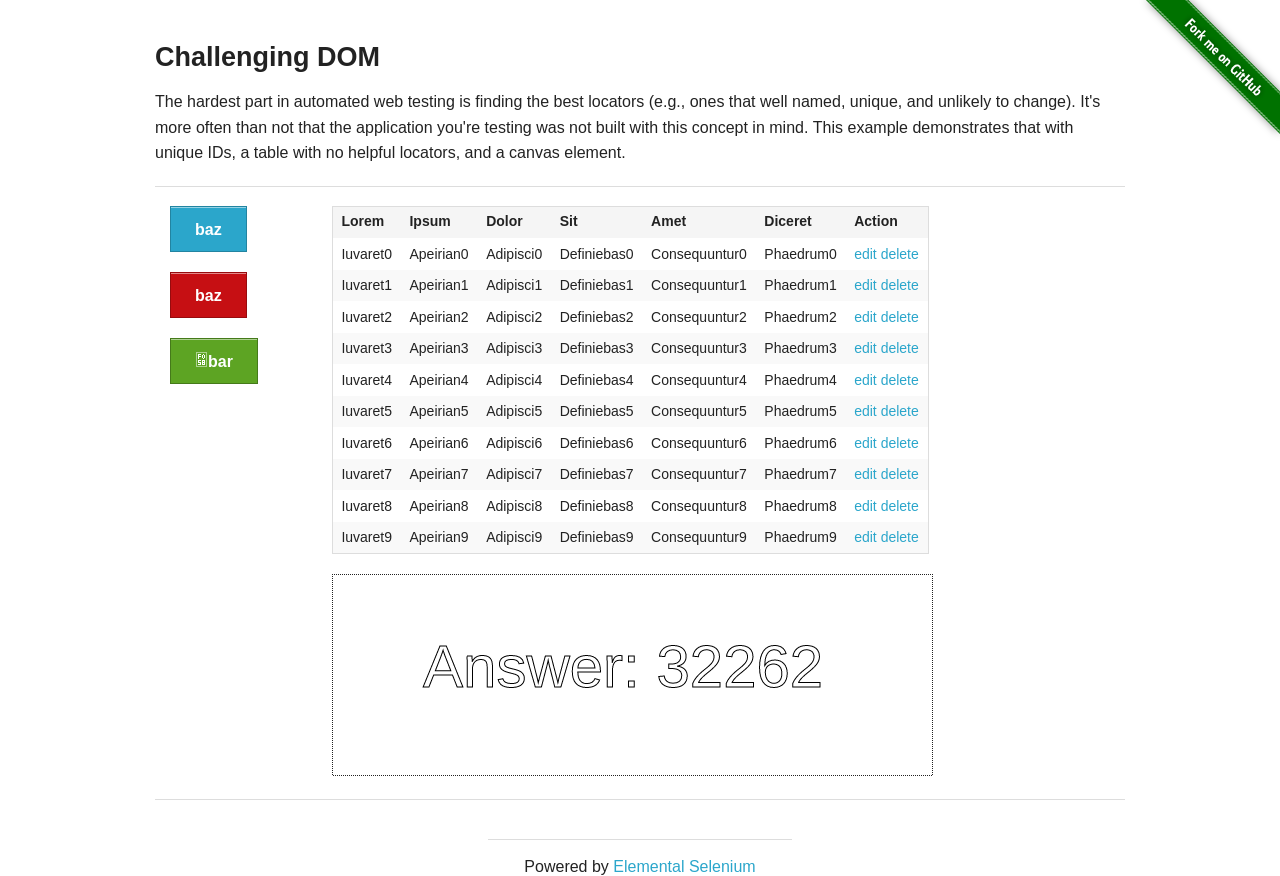 Fork me on GitHub
Challenging DOM
The hardest part in automated web testing is finding the best locators (e.g., ones that well named, unique, and unlikely to change). It's
more often than not that the application you're testing was not built with this concept in mind. This example demonstrates that with
unique IDs, a table with no helpful locators, and a canvas element.
baz
baz
bar
Lorem Ipsum Dolor Sit Amet Diceret Action
Iuvaret0 Apeirian0 Adipisci0 Definiebas0 Consequuntur0 Phaedrum0 edit delete
Iuvaret1 Apeirian1 Adipisci1 Definiebas1 Consequuntur1 Phaedrum1 edit delete
Iuvaret2 Apeirian2 Adipisci2 Definiebas2 Consequuntur2 Phaedrum2 edit delete
Iuvaret3 Apeirian3 Adipisci3 Definiebas3 Consequuntur3 Phaedrum3 edit delete
Iuvaret4 Apeirian4 Adipisci4 Definiebas4 Consequuntur4 Phaedrum4 edit delete
Iuvaret5 Apeirian5 Adipisci5 Definiebas5 Consequuntur5 Phaedrum5 edit delete
Iuvaret6 Apeirian6 Adipisci6 Definiebas6 Consequuntur6 Phaedrum6 edit delete
Iuvaret7 Apeirian7 Adipisci7 Definiebas7 Consequuntur7 Phaedrum7 edit delete
Iuvaret8 Apeirian8 Adipisci8 Definiebas8 Consequuntur8 Phaedrum8 edit delete
Iuvaret9 Apeirian9 Adipisci9 Definiebas9 Consequuntur9 Phaedrum9 edit delete
Answer: 32262
Powered by Elemental Selenium